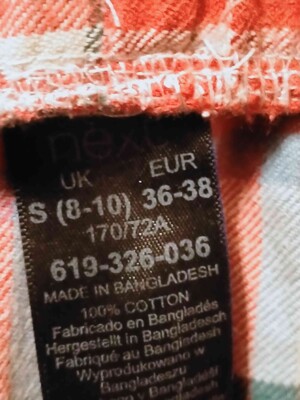 next
UK EUR
S (8-10) 36-38
170/72A
619-326-036
MADE IN BANGLADESH
100% COTTON
Fabricado en Bangladés
Hergestellt in Bangladesch
Fabriqué au Bangladesh
Wyprodukowano w
Bangladeszu